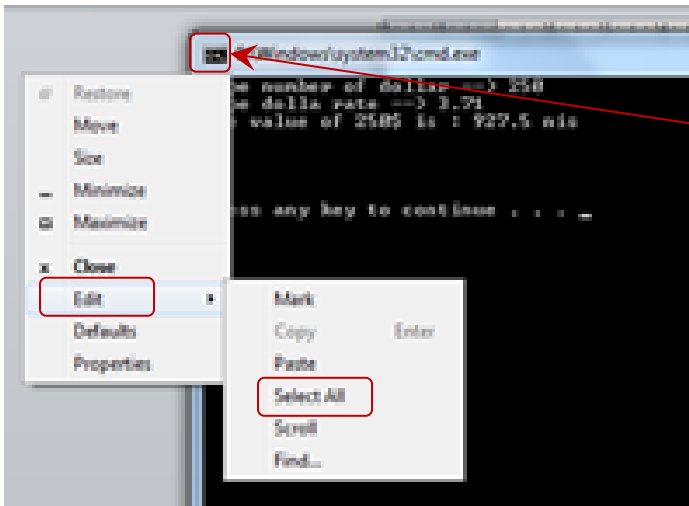 :\Windows\system32\cmd.exe
e number of dollar --> 250
e dolla rate --> 3.71
value of 250$ is : 927.5 nis
ss any key to continue . . . _
Restore
Move
Size
Minimize
Maximize
Close
Edit
Defaults
Properties
Mark
Copy Enter
Paste
Select All
Scroll
Find...